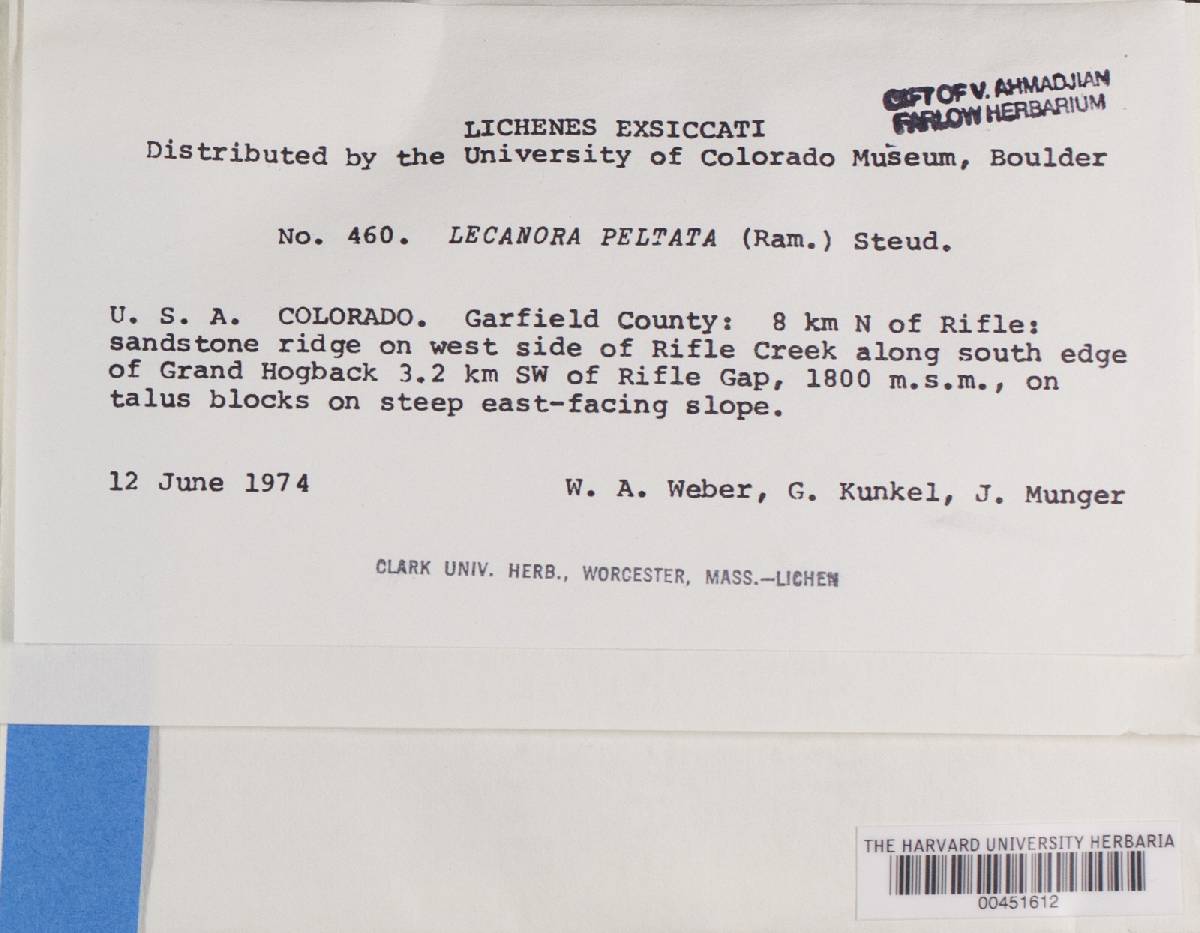 GIFT OF V. AHMADJIAN
FARLOW HERBARIUM
LICHENES EXSICCATI
Distributed by the University of Colorado Museum, Boulder
No. 460. LECANORA PELTATA (Ram.) Steud.
U. S. A. COLORADO. Garfield County: 8 km N of Rifle:
sandstone ridge on west side of Rifle Creek along south edge
of Grand Hogback 3.2 km SW of Rifle Gap, 1800 m.s.m., on
talus blocks on steep east-facing slope.
12 June 1974 W. A. Weber, G. Kunkel, J. Munger
CLARK UNIV. HERB., WORCESTER, MASS.—LICHEN
THE HARVARD UNIVERSITY HERBARIA
00451612